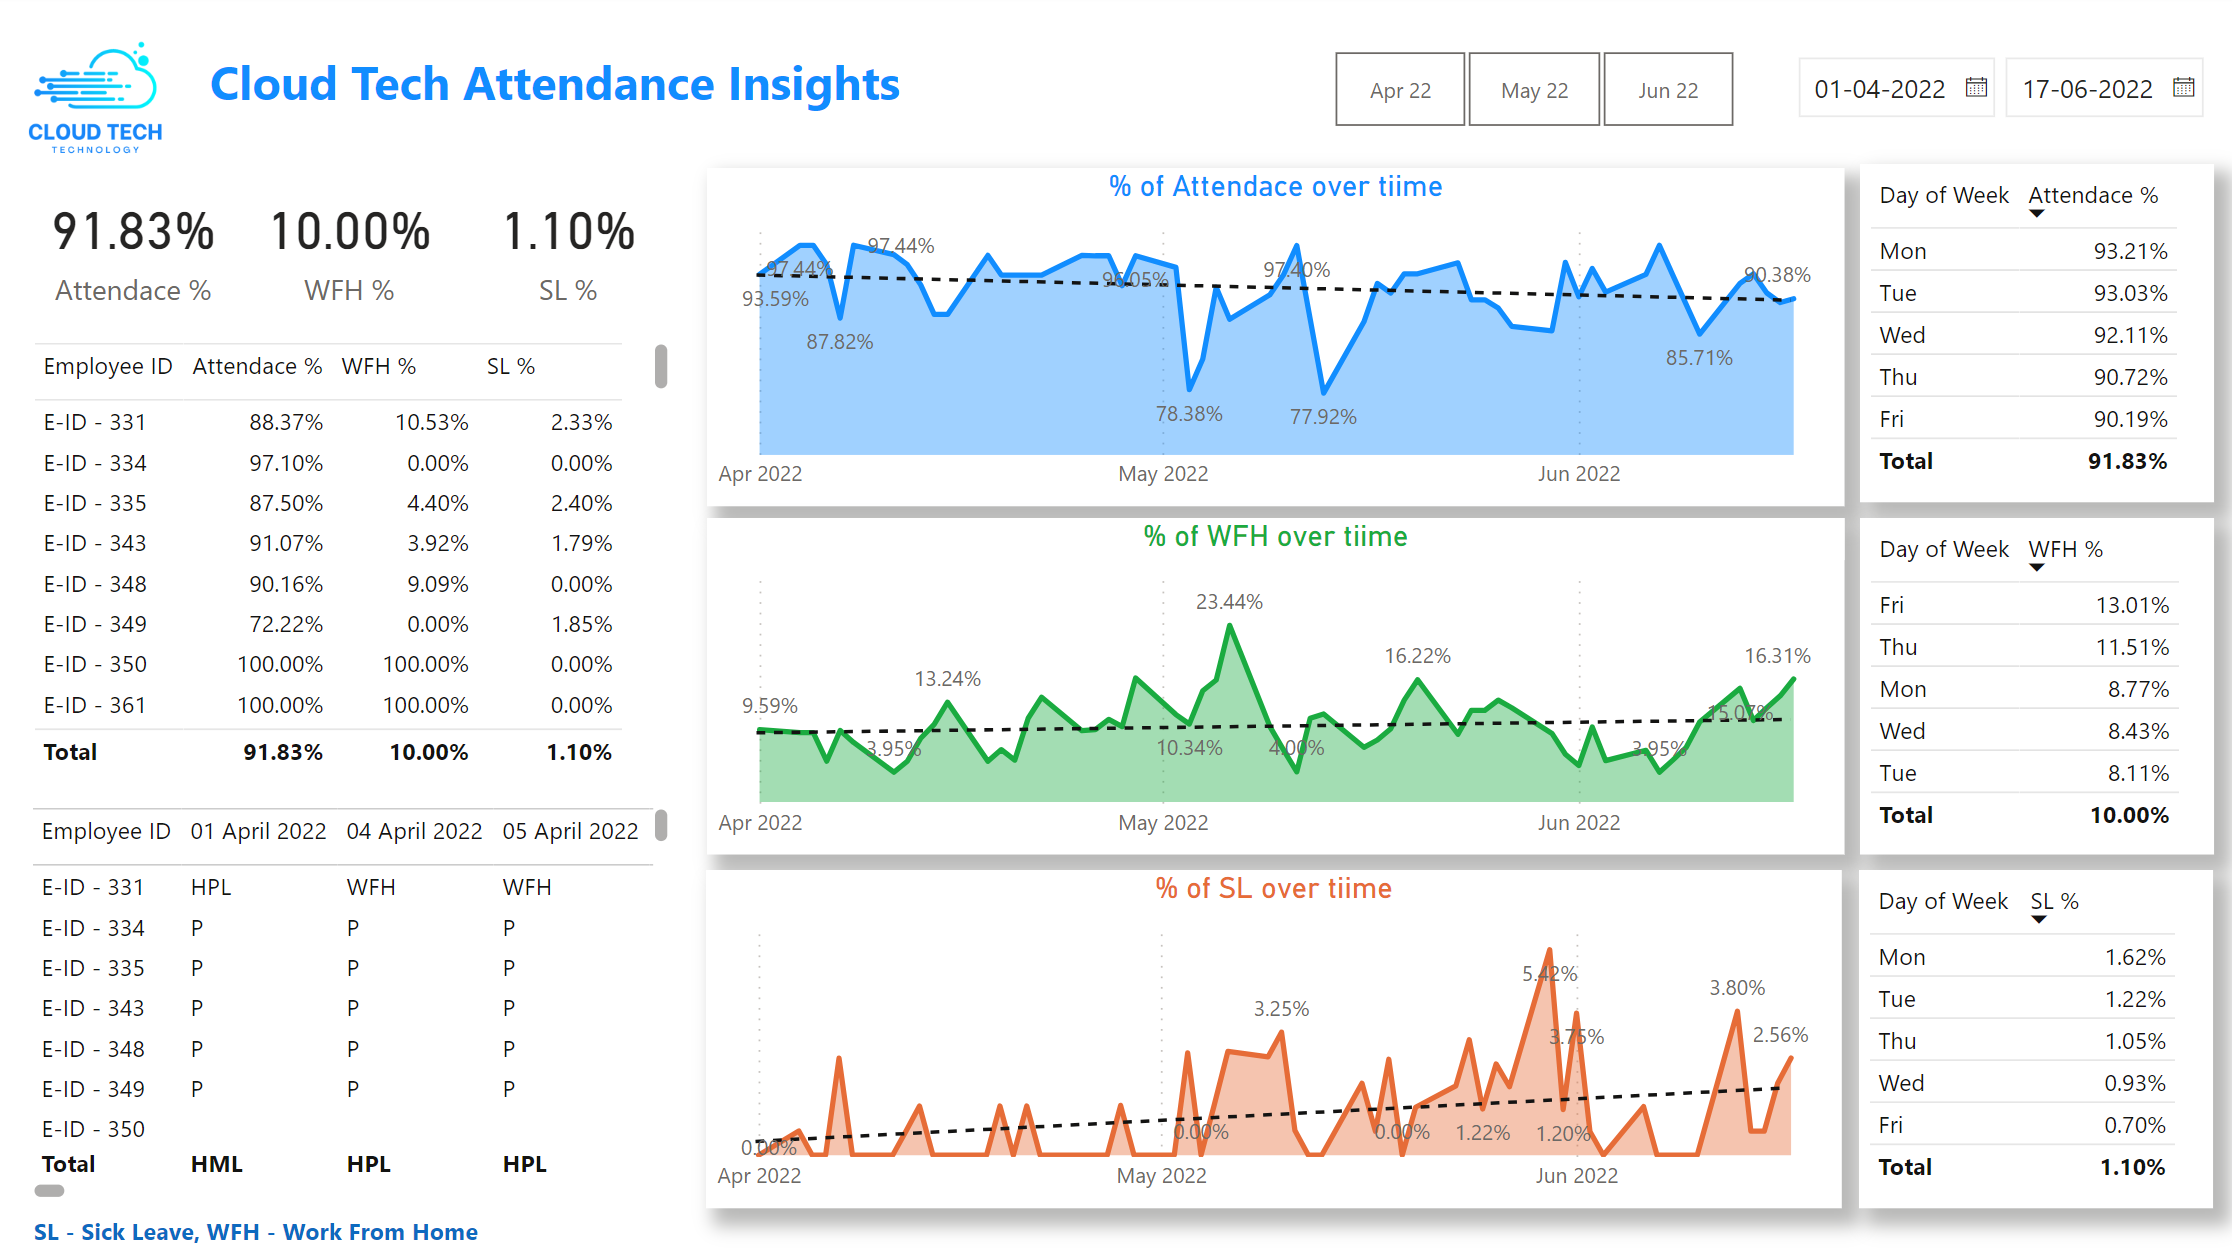 CLOUD TECH
TECHNOLOGY
Cloud Tech Attendance Insights
Apr 22 May 22 Jun 22
01-04-2022 17-06-2022
91.83% 10.00% 1.10%
Attendace % WFH % SL %
Employee ID Attendace % WFH % SL %
E-ID - 331 88.37% 10.53% 2.33%
E-ID - 334 97.10% 0.00% 0.00%
E-ID - 335 87.50% 4.40% 2.40%
E-ID - 343 91.07% 3.92% 1.79%
E-ID - 348 90.16% 9.09% 0.00%
E-ID - 349 72.22% 0.00% 1.85%
E-ID - 350 100.00% 100.00% 0.00%
E-ID - 361 100.00% 100.00% 0.00%
Total 91.83% 10.00% 1.10%
Employee ID 01 April 2022 04 April 2022 05 April 2022
E-ID - 331 HPL WFH WFH
E-ID - 334 P P P
E-ID - 335 P P P
E-ID - 343 P P P
E-ID - 348 P P P
E-ID - 349 P P P
E-ID - 350
Total HML HPL HPL
SL - Sick Leave, WFH - Work From Home
% of Attendace over tiime
97.44%
97.44% 95.05% 97.40% 90.38%
93.59%
87.82% 85.71%
78.38% 77.92%
Apr 2022 May 2022 Jun 2022
% of WFH over tiime
23.44%
13.24% 16.22% 16.31%
9.59% 15.07%
3.95% 10.34% 4.00% 3.95%
Apr 2022 May 2022 Jun 2022
% of SL over tiime
5.42% 3.80%
3.25%
3.75% 2.56%
0.00% 0.00% 0.00% 1.22% 1.20%
Apr 2022 May 2022 Jun 2022
Day of Week Attendace %
Mon 93.21%
Tue 93.03%
Wed 92.11%
Thu 90.72%
Fri 90.19%
Total 91.83%
Day of Week WFH %
Fri 13.01%
Thu 11.51%
Mon 8.77%
Wed 8.43%
Tue 8.11%
Total 10.00%
Day of Week SL %
Mon 1.62%
Tue 1.22%
Thu 1.05%
Wed 0.93%
Fri 0.70%
Total 1.10%